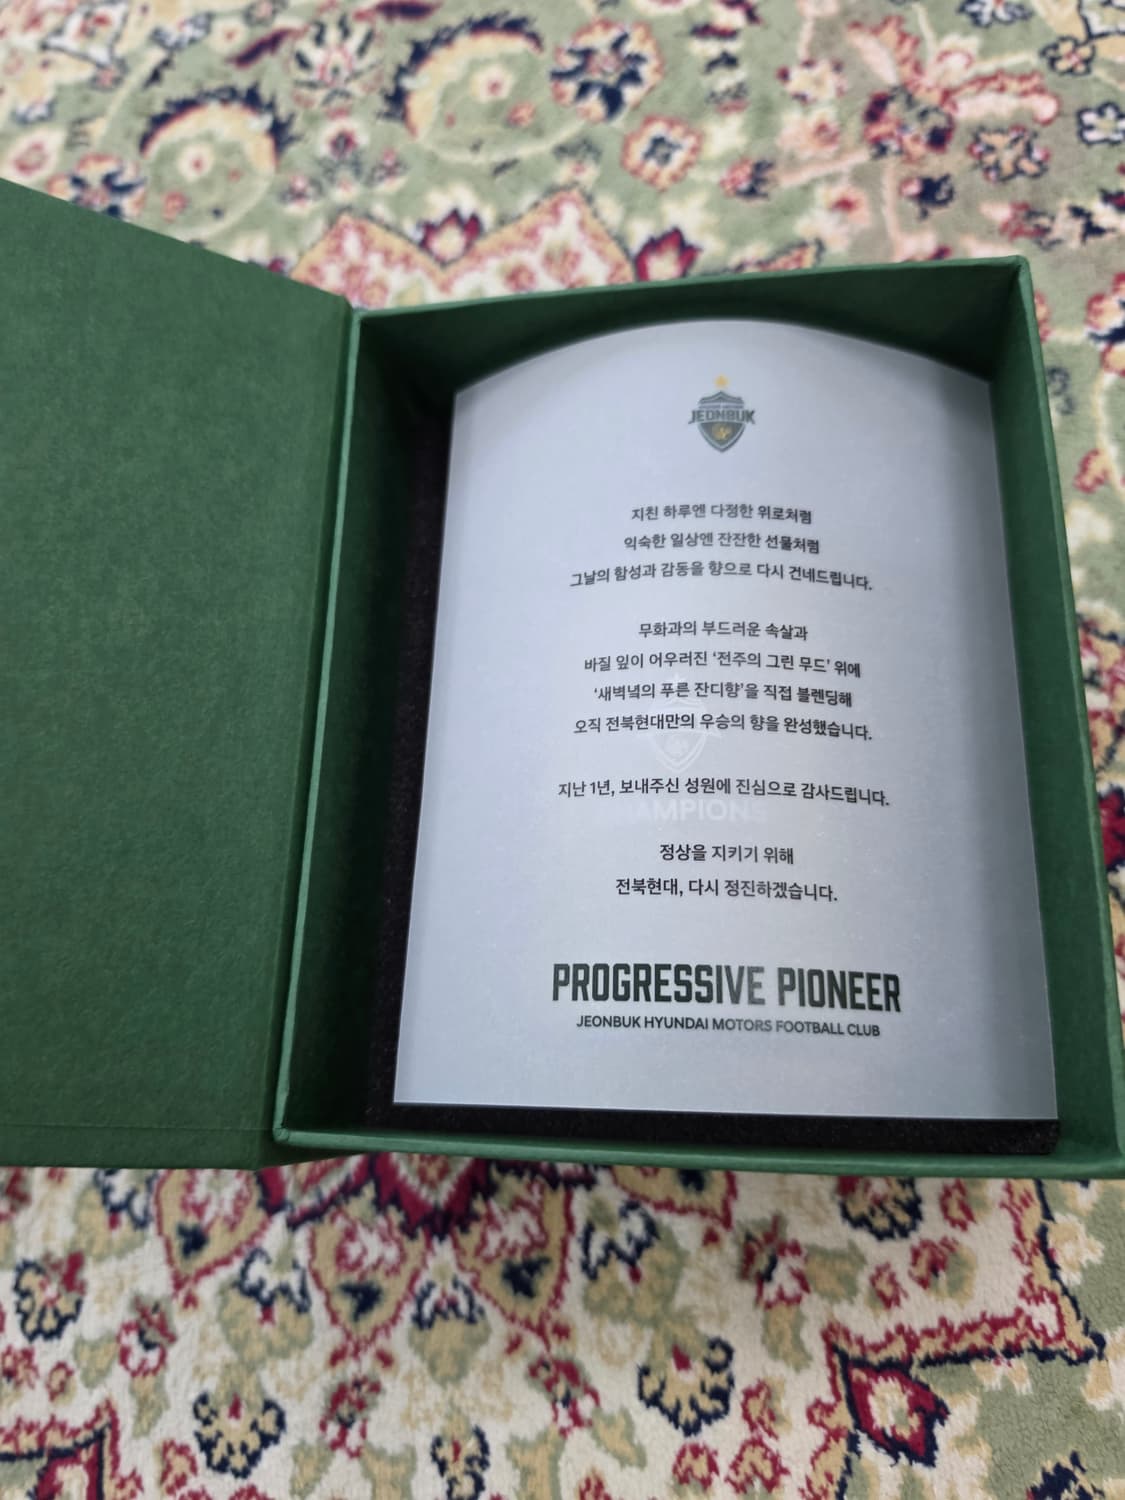 JEONBUK
지친 하루엔 다정한 위로처럼
익숙한 일상엔 잔잔한 선물처럼
그날의 함성과 감동을 향으로 다시 건네드립니다.
무화과의 부드러운 속살과
바질 잎이 어우러진 ‘전주의 그린 무드’ 위에
‘새벽녘의 푸른 잔디향’을 직접 블렌딩해
오직 전북현대만의 우승의 향을 완성했습니다.
지난 1년, 보내주신 성원에 진심으로 감사드립니다.
정상을 지키기 위해
전북현대, 다시 정진하겠습니다.
PROGRESSIVE PIONEER
JEONBUK HYUNDAI MOTORS FOOTBALL CLUB